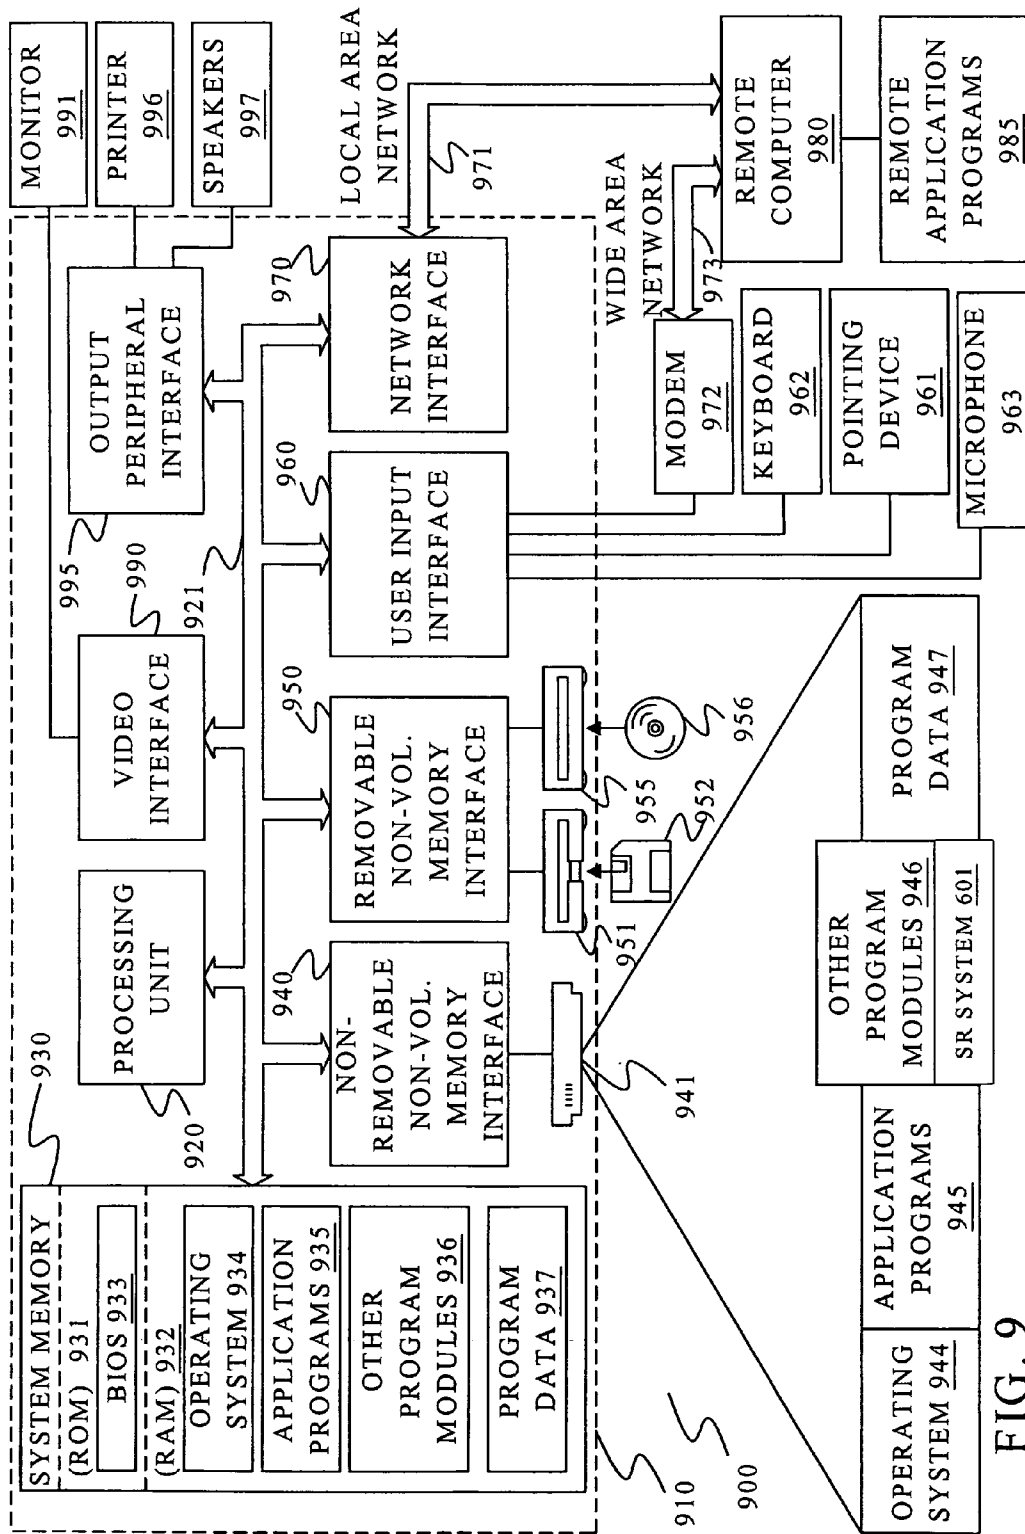 SYSTEM MEMORY
(ROM) 931
BIOS 933
(RAM) 932
OPERATING
SYSTEM 934
APPLICATION
PROGRAMS 935
OTHER
PROGRAM
MODULES 936
PROGRAM
DATA 937
930
PROCESSING
UNIT
920
VIDEO
INTERFACE
990
921
OUTPUT
PERIPHERAL
INTERFACE
995
MONITOR
991
PRINTER
996
SPEAKERS
997
NON-
REMOVABLE
NON-VOL.
MEMORY
INTERFACE
940
REMOVABLE
NON-VOL.
MEMORY
INTERFACE
950
USER INPUT
INTERFACE
960
NETWORK
INTERFACE
970
LOCAL AREA
NETWORK
971
941
951
952
955
956
WIDE AREA
NETWORK
973
MODEM
972
KEYBOARD
962
POINTING
DEVICE
961
MICROPHONE
963
REMOTE
COMPUTER
980
REMOTE
APPLICATION
PROGRAMS
985
910
900
OPERATING
SYSTEM 944
APPLICATION
PROGRAMS
945
OTHER
PROGRAM
MODULES 946
SR SYSTEM 601
PROGRAM
DATA 947
FIG. 9